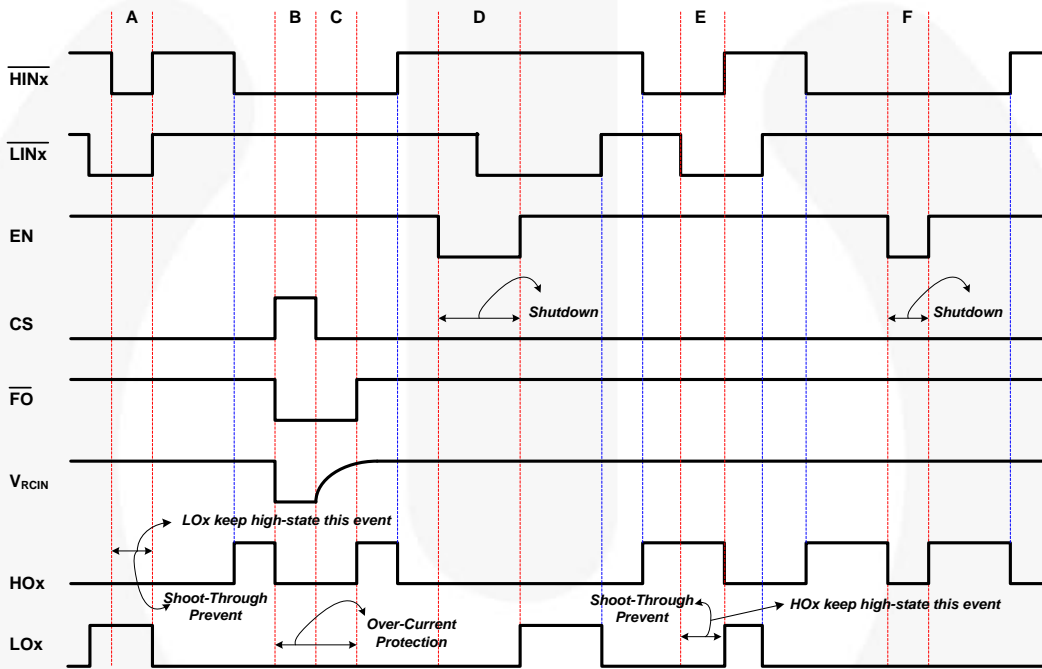 A B C D E F
HINx
LINx
EN
Shutdown
Shutdown
CS
FO
VRCIN
LOx keep high-state this event
HOx
Shoot-Through
Prevent
Over-Current
Protection
Shoot-Through
Prevent
HOx keep high-state this event
LOx